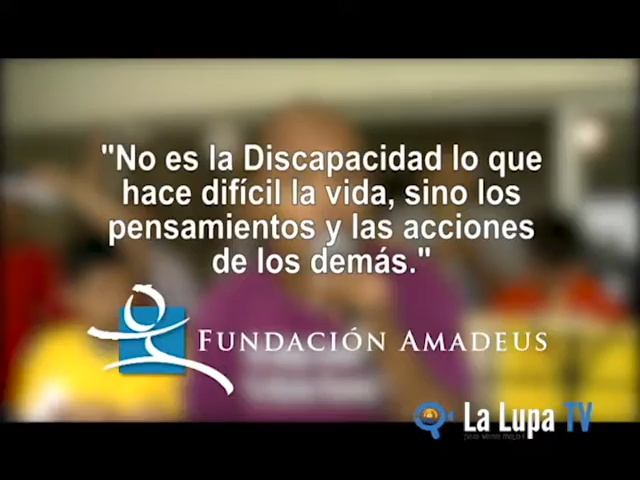 "No es la Discapacidad lo que
hace difícil la vida, sino los
pensamientos y las acciones
de los demás."
FUNDACIÓN AMADEUS
La Lupa TV